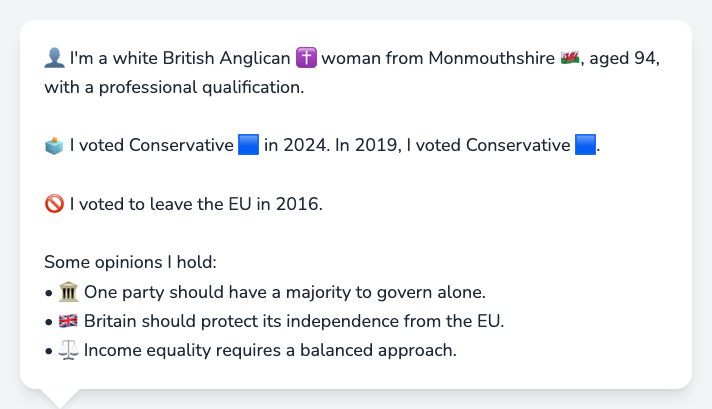 👤 I'm a white British Anglican ✝️ woman from Monmouthshire 🏴󠁧󠁢󠁷󠁬󠁳󠁿, aged 94,
with a professional qualification.
🗳️ I voted Conservative 🟦 in 2024. In 2019, I voted Conservative 🟦.
🚫 I voted to leave the EU in 2016.
Some opinions I hold:
• 🏛️ One party should have a majority to govern alone.
• 🇬🇧 Britain should protect its independence from the EU.
• ⚖️ Income equality requires a balanced approach.